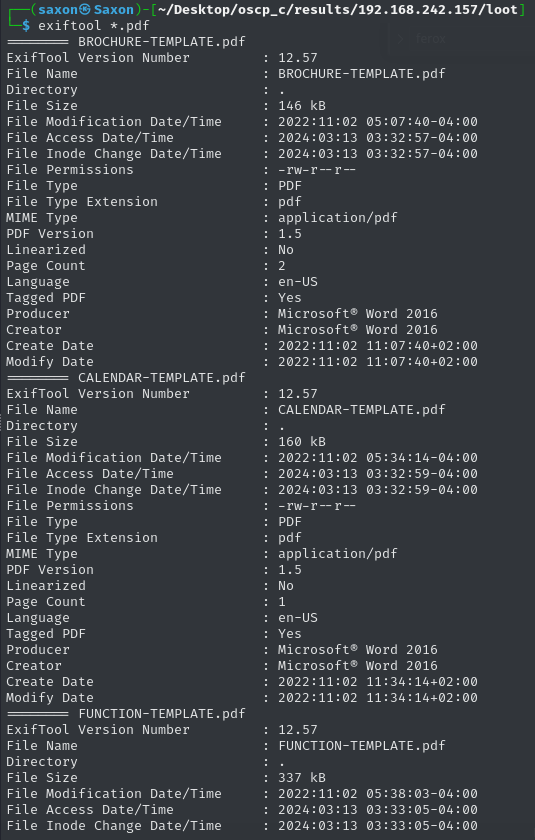 ┌──(saxon㉿Saxon)-[~/Desktop/oscp_c/results/192.168.242.157/loot]
└─$ exiftool *.pdf
======== BROCHURE-TEMPLATE.pdf
ExifTool Version Number : 12.57
File Name : BROCHURE-TEMPLATE.pdf
Directory : .
File Size : 146 kB
File Modification Date/Time : 2022:11:02 05:07:40-04:00
File Access Date/Time : 2024:03:13 03:32:57-04:00
File Inode Change Date/Time : 2024:03:13 03:32:57-04:00
File Permissions : -rw-r--r--
File Type : PDF
File Type Extension : pdf
MIME Type : application/pdf
PDF Version : 1.5
Linearized : No
Page Count : 2
Language : en-US
Tagged PDF : Yes
Producer : Microsoft® Word 2016
Creator : Microsoft® Word 2016
Create Date : 2022:11:02 11:07:40+02:00
Modify Date : 2022:11:02 11:07:40+02:00
======== CALENDAR-TEMPLATE.pdf
ExifTool Version Number : 12.57
File Name : CALENDAR-TEMPLATE.pdf
Directory : .
File Size : 160 kB
File Modification Date/Time : 2022:11:02 05:34:14-04:00
File Access Date/Time : 2024:03:13 03:32:59-04:00
File Inode Change Date/Time : 2024:03:13 03:32:59-04:00
File Permissions : -rw-r--r--
File Type : PDF
File Type Extension : pdf
MIME Type : application/pdf
PDF Version : 1.5
Linearized : No
Page Count : 1
Language : en-US
Tagged PDF : Yes
Producer : Microsoft® Word 2016
Creator : Microsoft® Word 2016
Create Date : 2022:11:02 11:34:14+02:00
Modify Date : 2022:11:02 11:34:14+02:00
======== FUNCTION-TEMPLATE.pdf
ExifTool Version Number : 12.57
File Name : FUNCTION-TEMPLATE.pdf
Directory : .
File Size : 337 kB
File Modification Date/Time : 2022:11:02 05:38:03-04:00
File Access Date/Time : 2024:03:13 03:33:05-04:00
File Inode Change Date/Time : 2024:03:13 03:33:05-04:00